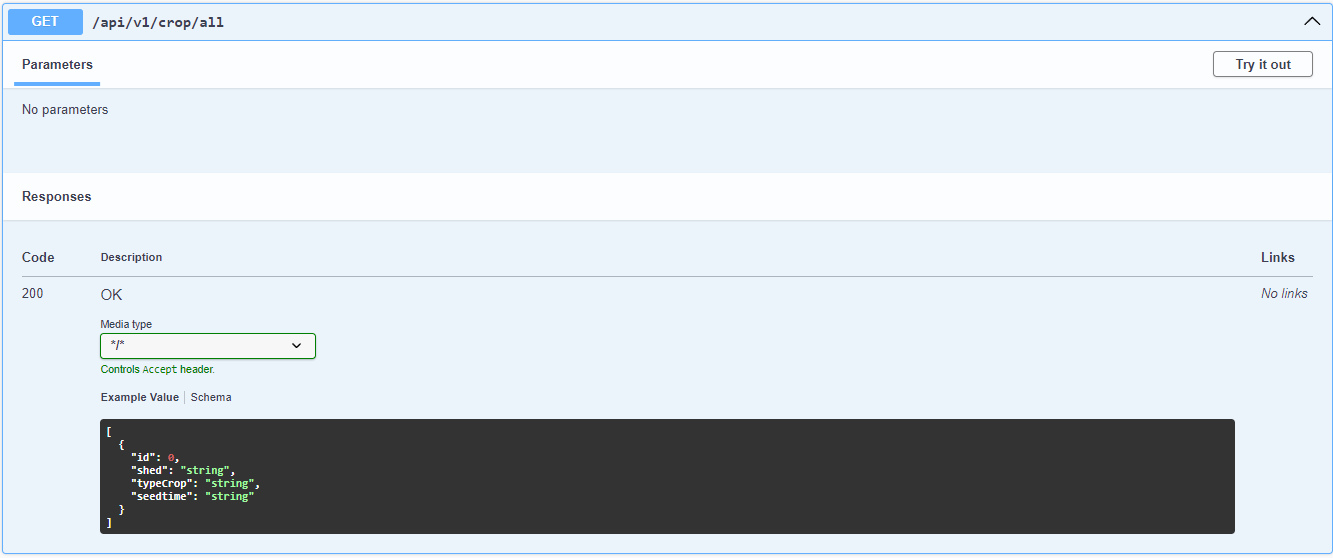 GET /api/v1/crop/all
Parameters
Try it out
No parameters
Responses
Code Description Links
200 OK No links
Media type
*/*
Controls Accept header.
Example Value Schema
[
  {
    "id": 0,
    "shed": "string",
    "typeCrop": "string",
    "seedtime": "string"
  }
]